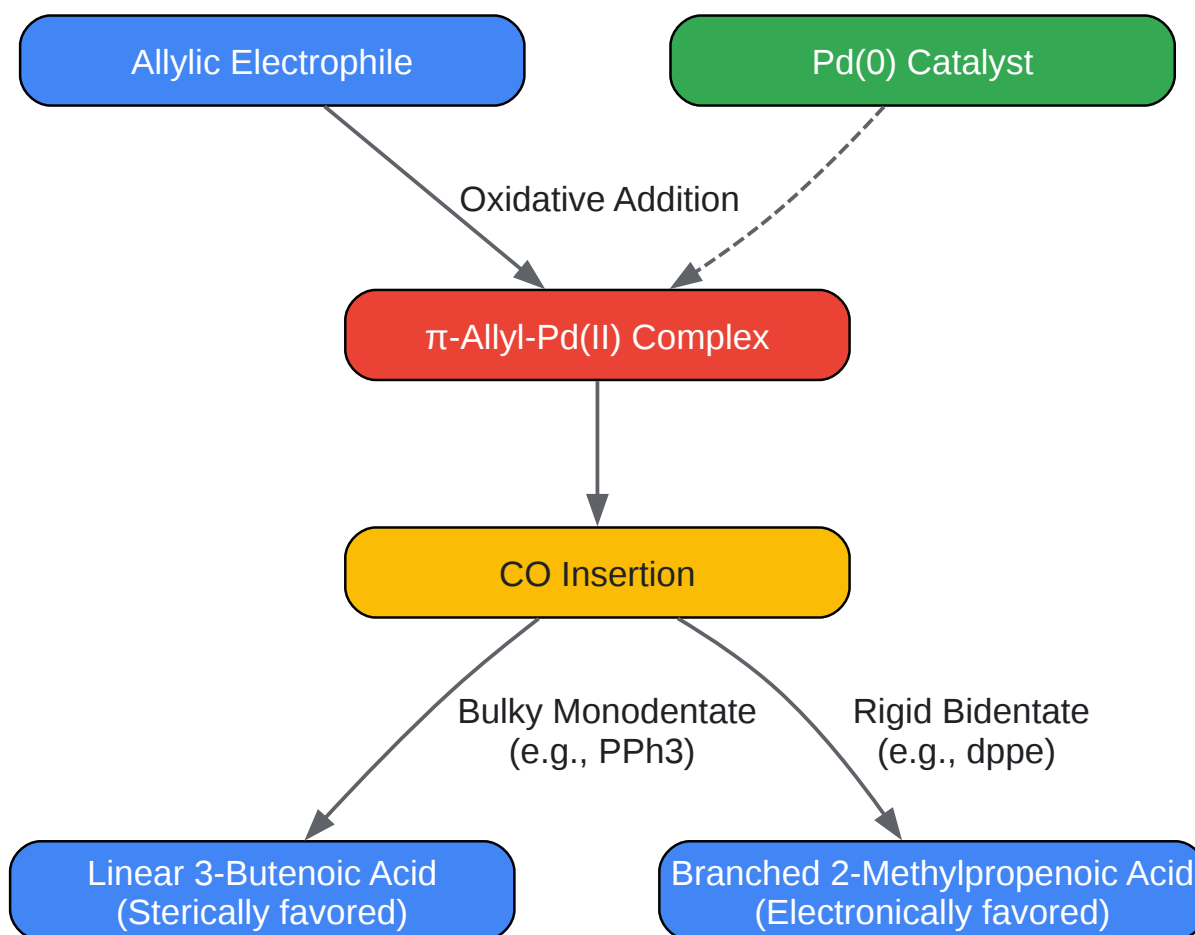 Allylic Electrophile
Pd(0) Catalyst
Oxidative Addition
π-Allyl-Pd(II) Complex
CO Insertion
Bulky Monodentate
(e.g., PPh3)
Rigid Bidentate
(e.g., dppe)
Linear 3-Butenoic Acid
(Sterically favored)
Branched 2-Methylpropenoic Acid
(Electronically favored)